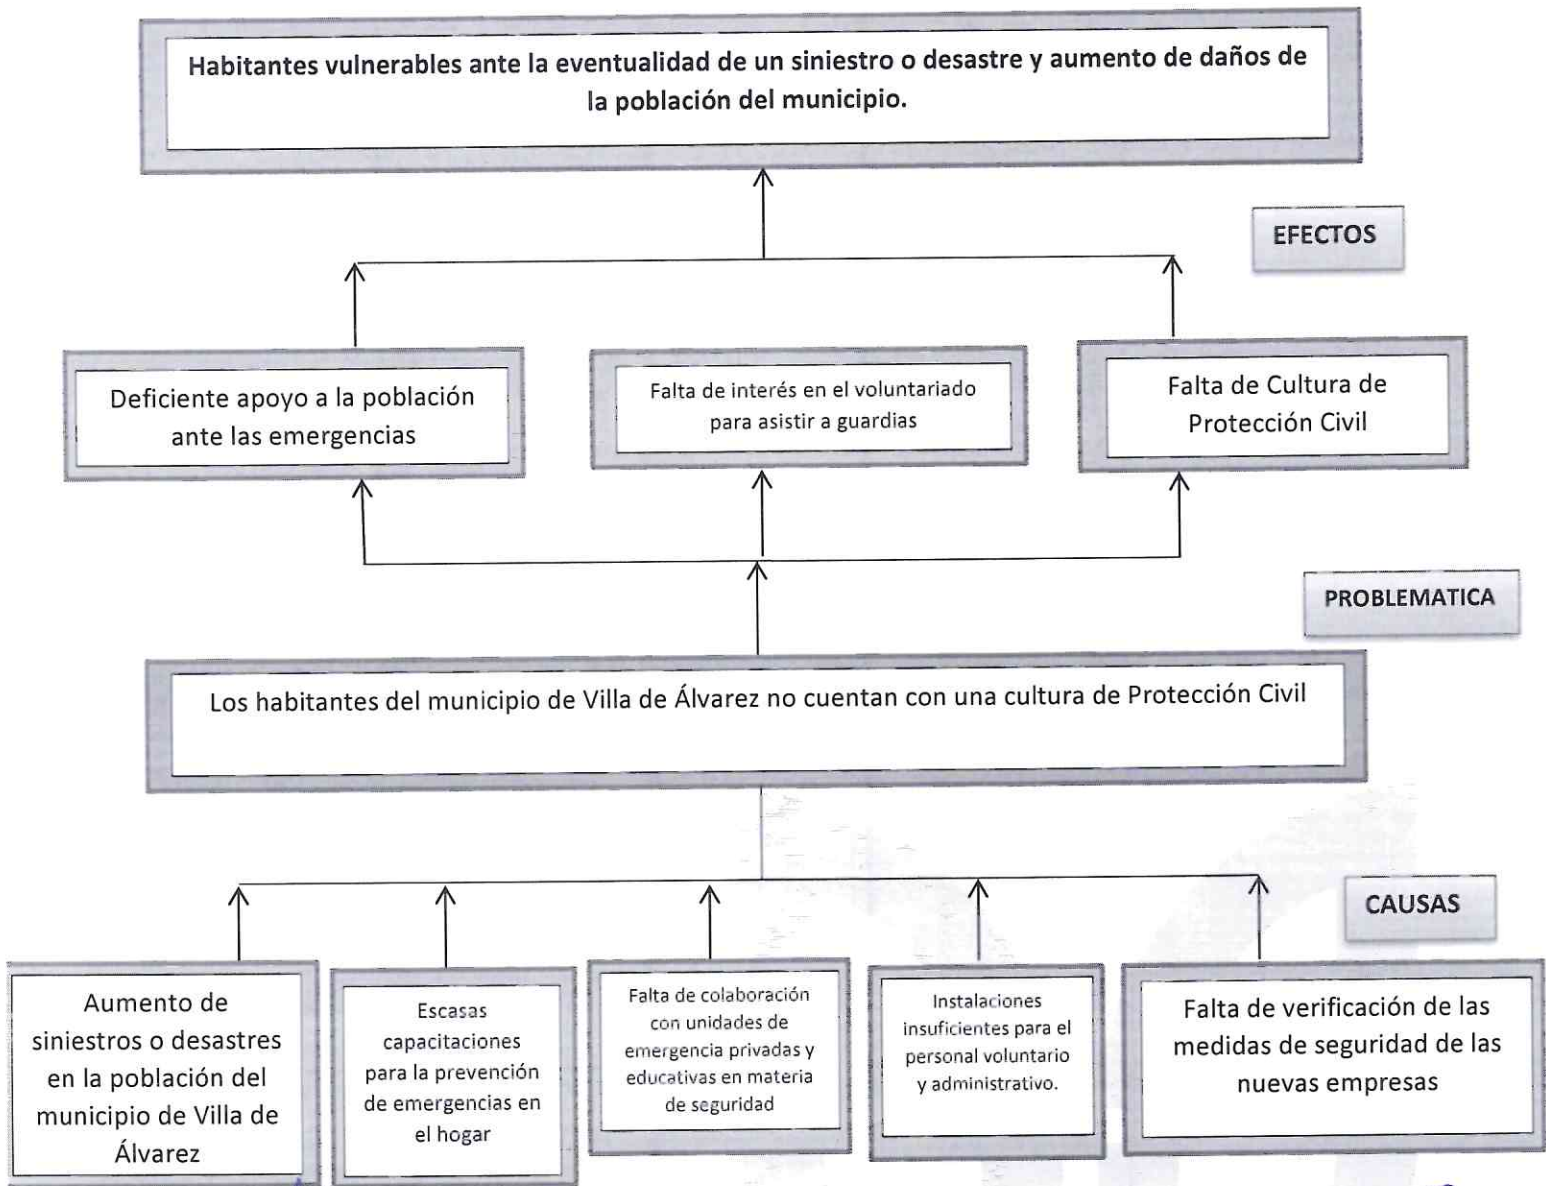 Habitantes vulnerables ante la eventualidad de un siniestro o desastre y aumento de daños de
la población del municipio.
EFECTOS
Deficiente apoyo a la población
ante las emergencias
Falta de interés en el voluntariado
para asistir a guardias
Falta de Cultura de
Protección Civil
PROBLEMATICA
Los habitantes del municipio de Villa de Álvarez no cuentan con una cultura de Protección Civil
CAUSAS
Aumento de
siniestros o desastres
en la población del
municipio de Villa de
Álvarez
Escasas
capacitaciones
para la prevención
de emergencias en
el hogar
Falta de colaboración
con unidades de
emergencia privadas y
educativas en materia
de seguridad
Instalaciones
insuficientes para el
personal voluntario
y administrativo.
Falta de verificación de las
medidas de seguridad de las
nuevas empresas